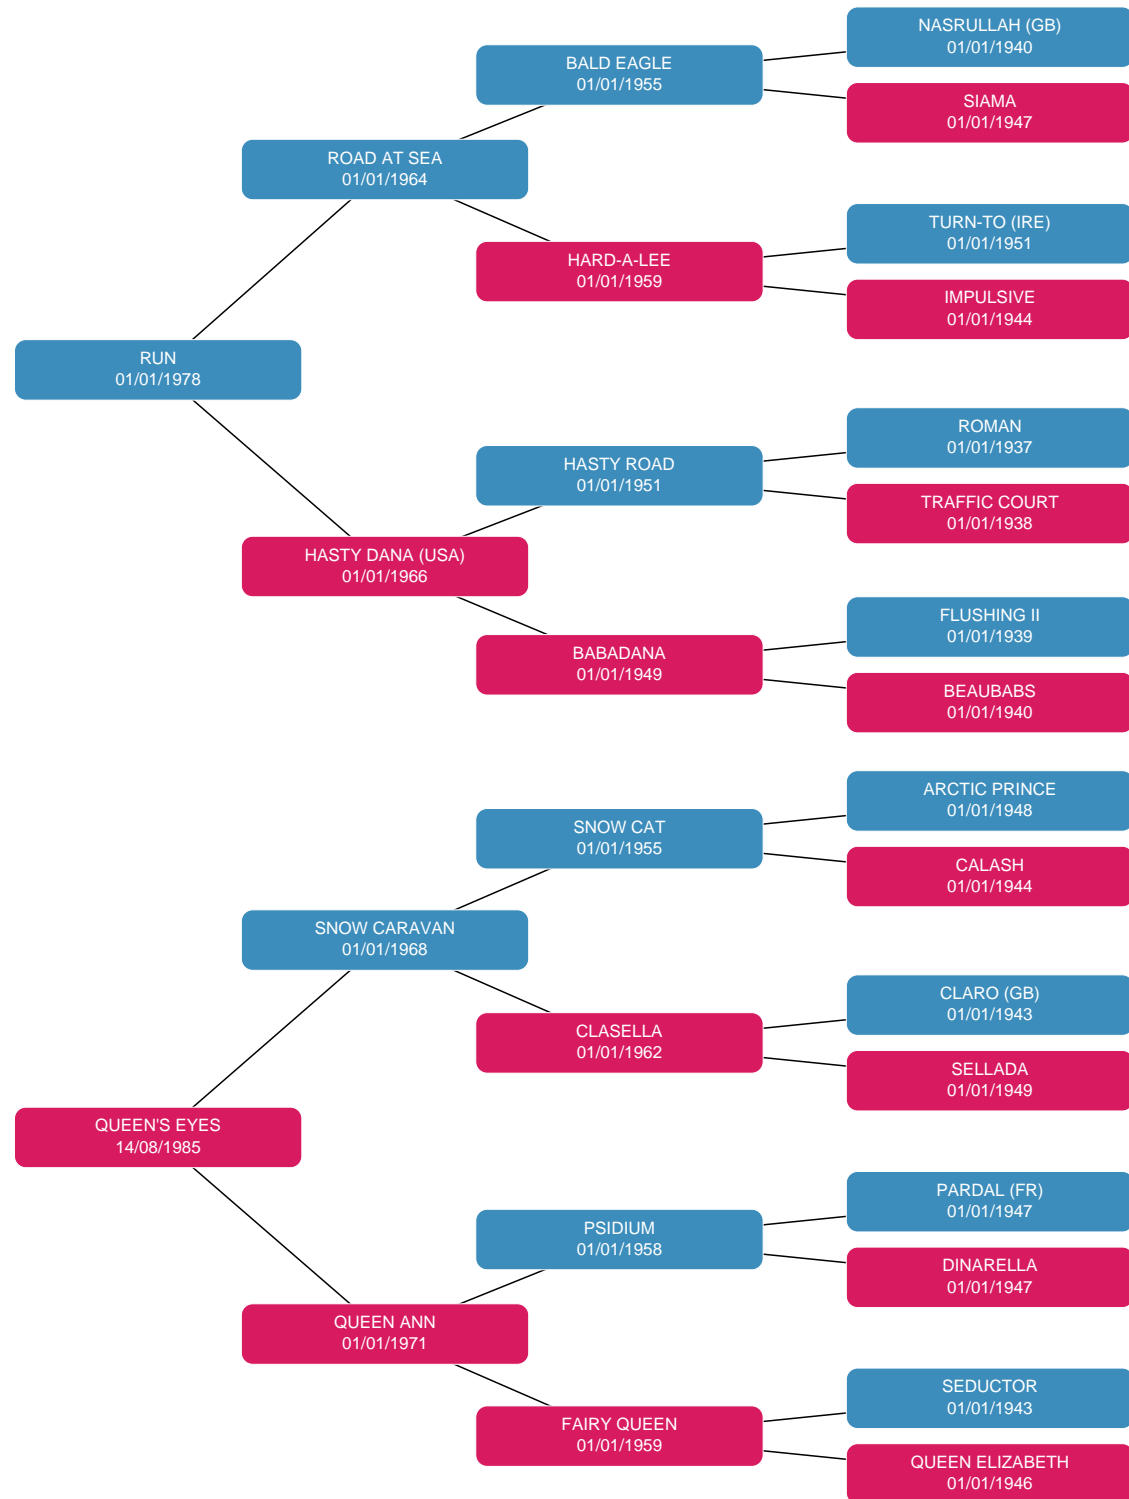 NASRULLAH (GB)
01/01/1940
BALD EAGLE
01/01/1955
SIAMA
01/01/1947
ROAD AT SEA
01/01/1964
TURN-TO (IRE)
01/01/1951
HARD-A-LEE
01/01/1959
IMPULSIVE
01/01/1944
RUN
01/01/1978
ROMAN
01/01/1937
HASTY ROAD
01/01/1951
TRAFFIC COURT
01/01/1938
HASTY DANA (USA)
01/01/1966
FLUSHING II
01/01/1939
BABADANA
01/01/1949
BEAUBABS
01/01/1940
ARCTIC PRINCE
01/01/1948
SNOW CAT
01/01/1955
CALASH
01/01/1944
SNOW CARAVAN
01/01/1968
CLARO (GB)
01/01/1943
CLASELLA
01/01/1962
SELLADA
01/01/1949
QUEEN'S EYES
14/08/1985
PARDAL (FR)
01/01/1947
PSIDIUM
01/01/1958
DINARELLA
01/01/1947
QUEEN ANN
01/01/1971
SEDUCTOR
01/01/1943
FAIRY QUEEN
01/01/1959
QUEEN ELIZABETH
01/01/1946